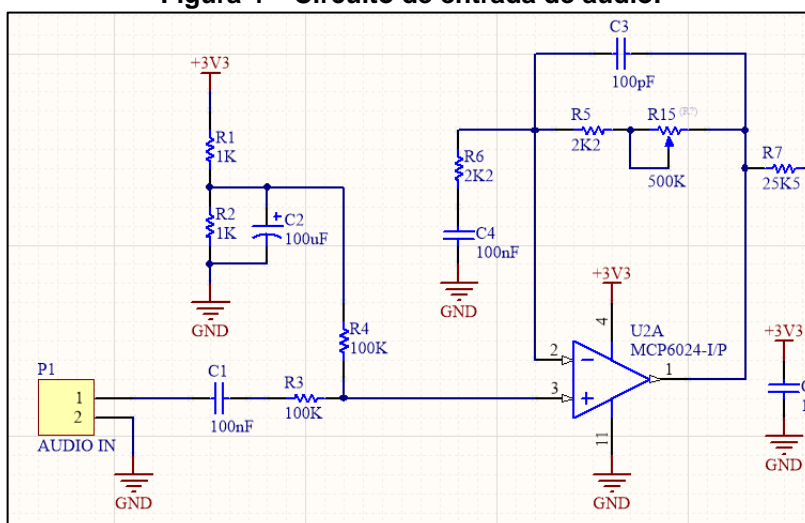 Figura 4 – Circuito de entrada de áudio.
C3
100pF
+3V3
R5
2K2
R15
(R?)
500K
R1
1K
R6
2K2
R7
25K5
R2
1K
C2
100uF
C4
100nF
GND
GND
+3V3
4
U2A
MCP6024-I/P
2
1
3
11
+3V3
R4
100K
P1
1
2
AUDIO IN
C1
100nF
R3
100K
GND
GND
GND